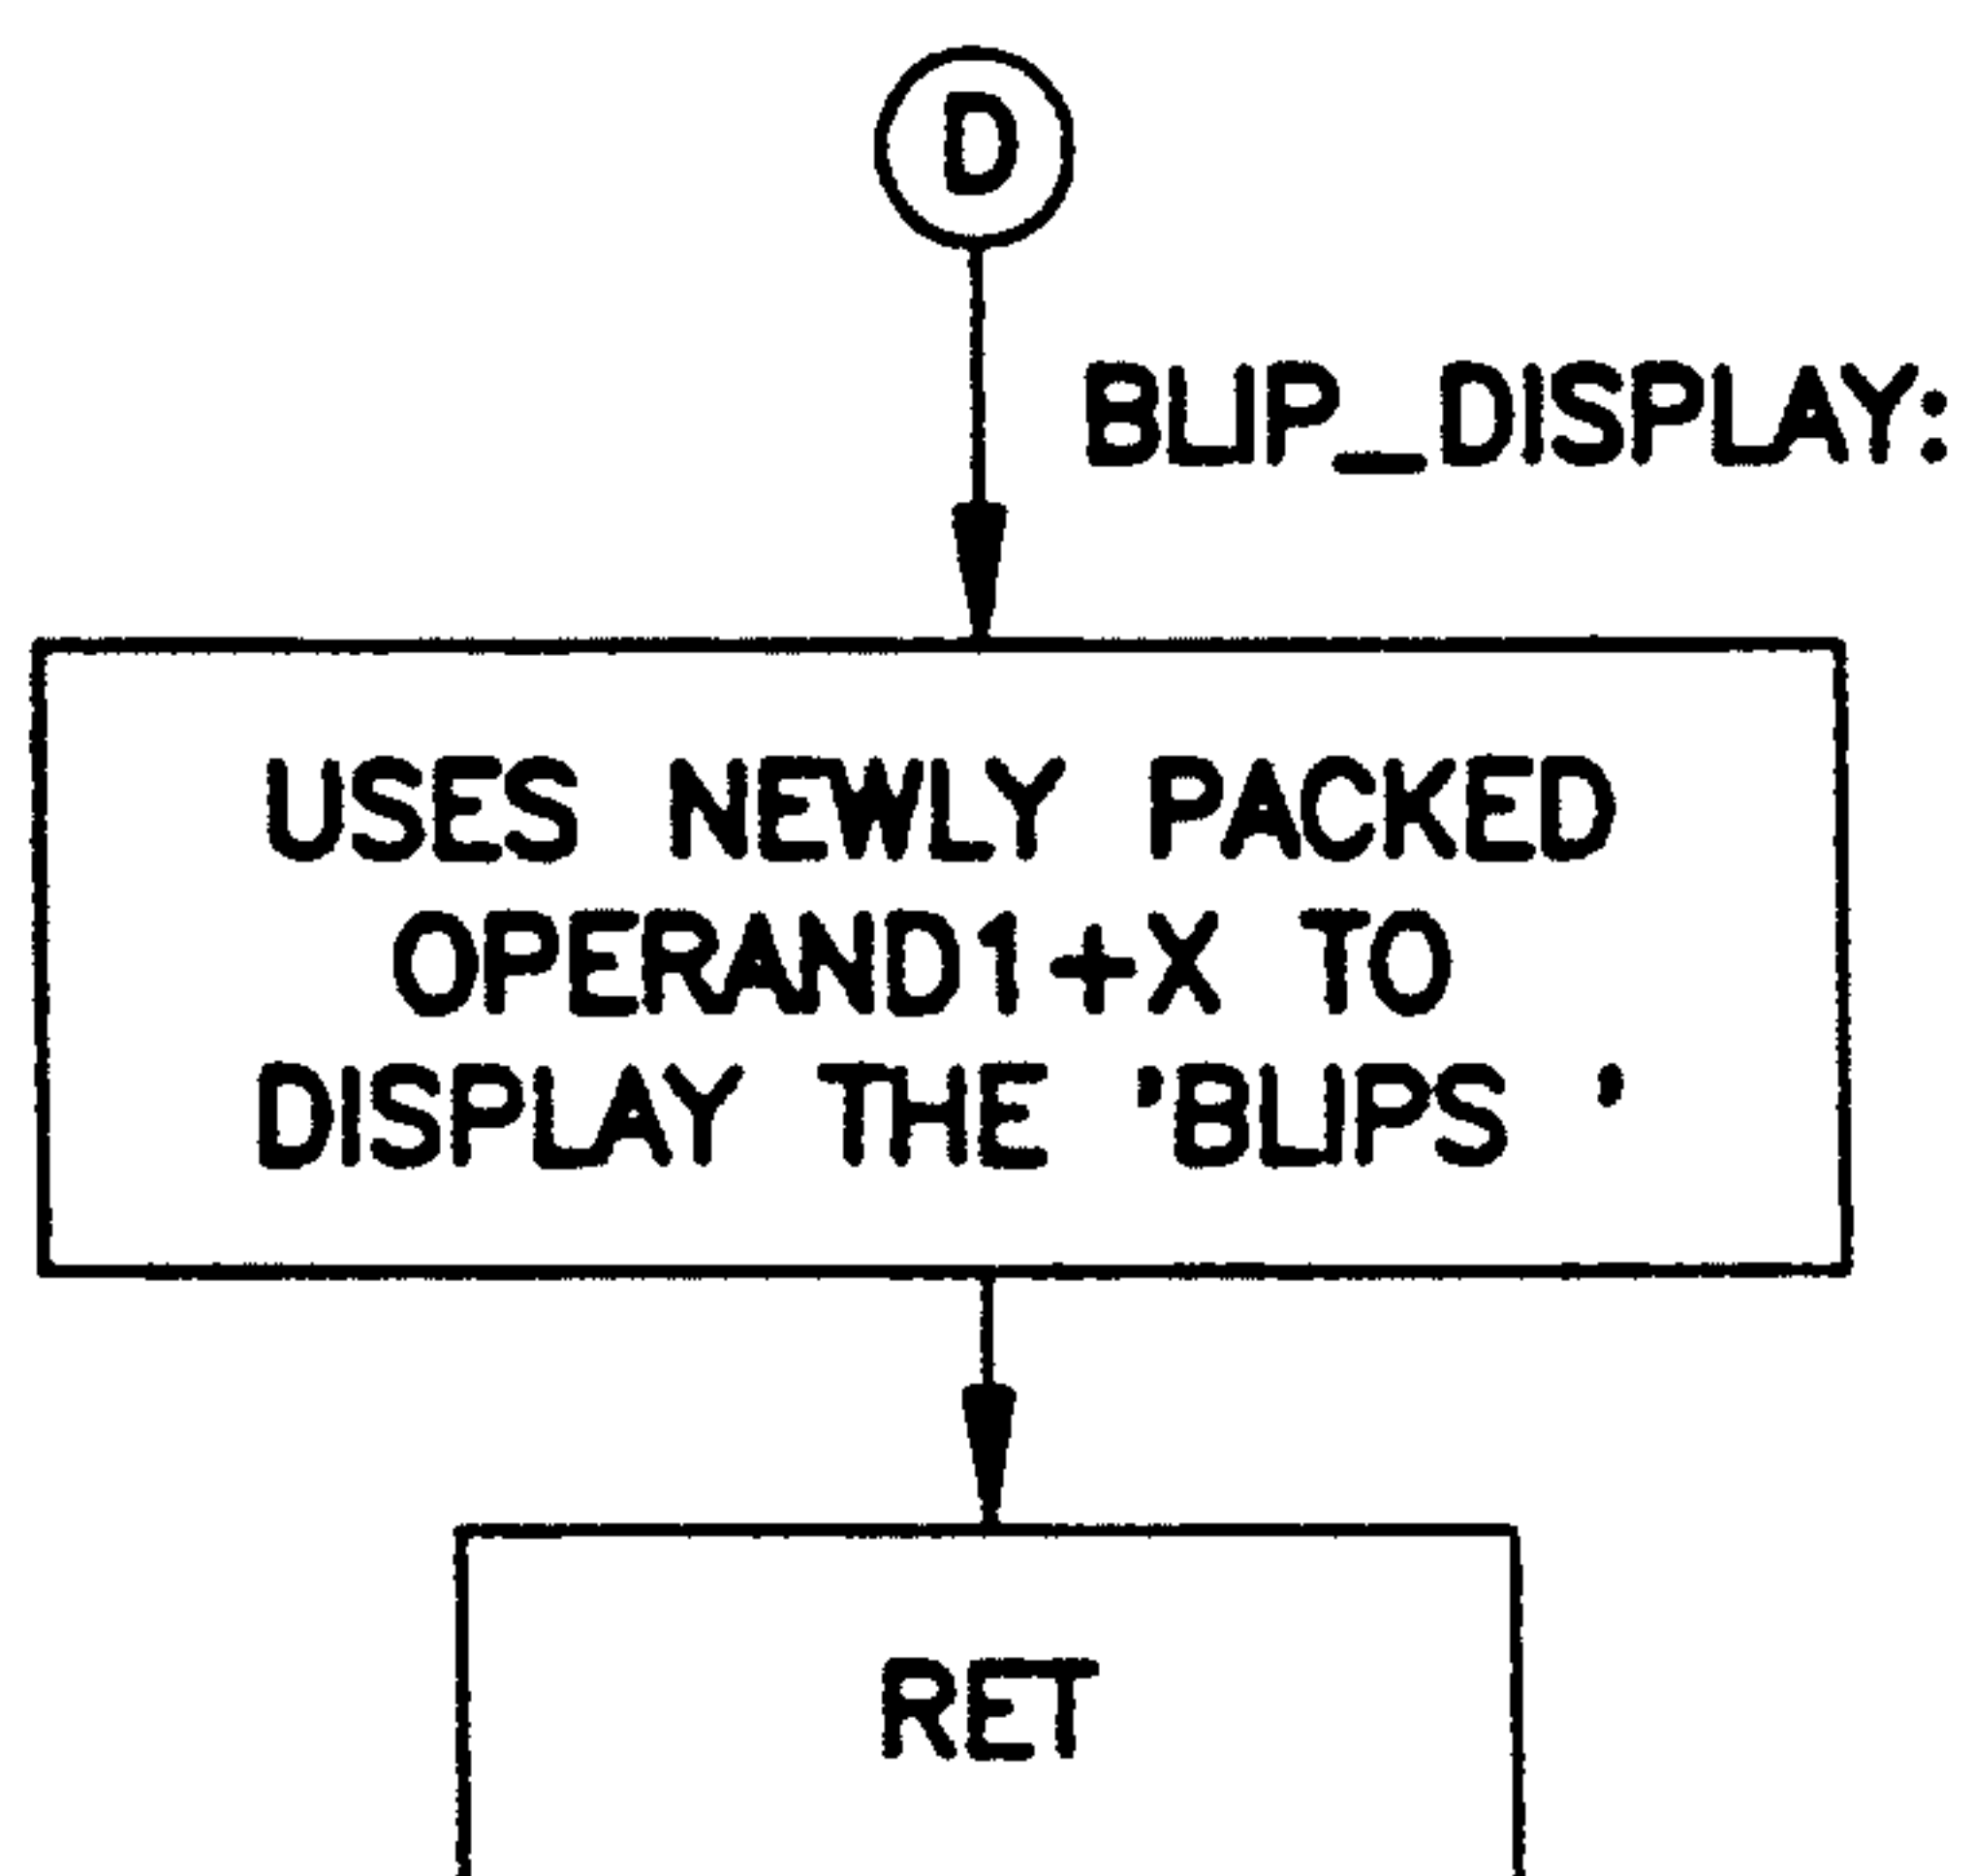 D
BLIP_DISPLAY:
USES NEWLY PACKED
OPERAND1+X TO
DISPLAY THE 'BLIPS '
RET